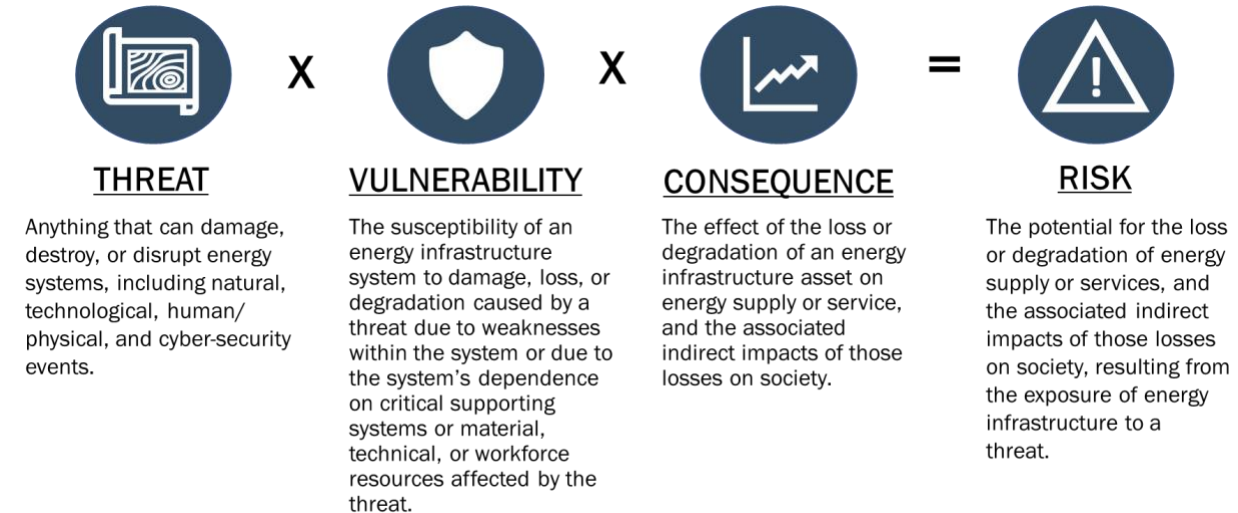 X
X
=
THREAT
Anything that can damage,
destroy, or disrupt energy
systems, including natural,
technological, human/
physical, and cyber-security
events.
VULNERABILITY
The susceptibility of an
energy infrastructure
system to damage, loss, or
degradation caused by a
threat due to weaknesses
within the system or due to
the system's dependence
on critical supporting
systems or material,
technical, or workforce
resources affected by the
threat.
CONSEQUENCE
The effect of the loss or
degradation of an energy
infrastructure asset on
energy supply or service,
and the associated
indirect impacts of those
losses on society.
!
RISK
The potential for the loss
or degradation of energy
supply or services, and
the associated indirect
impacts of those losses
on society, resulting from
the exposure of energy
infrastructure to a
threat.